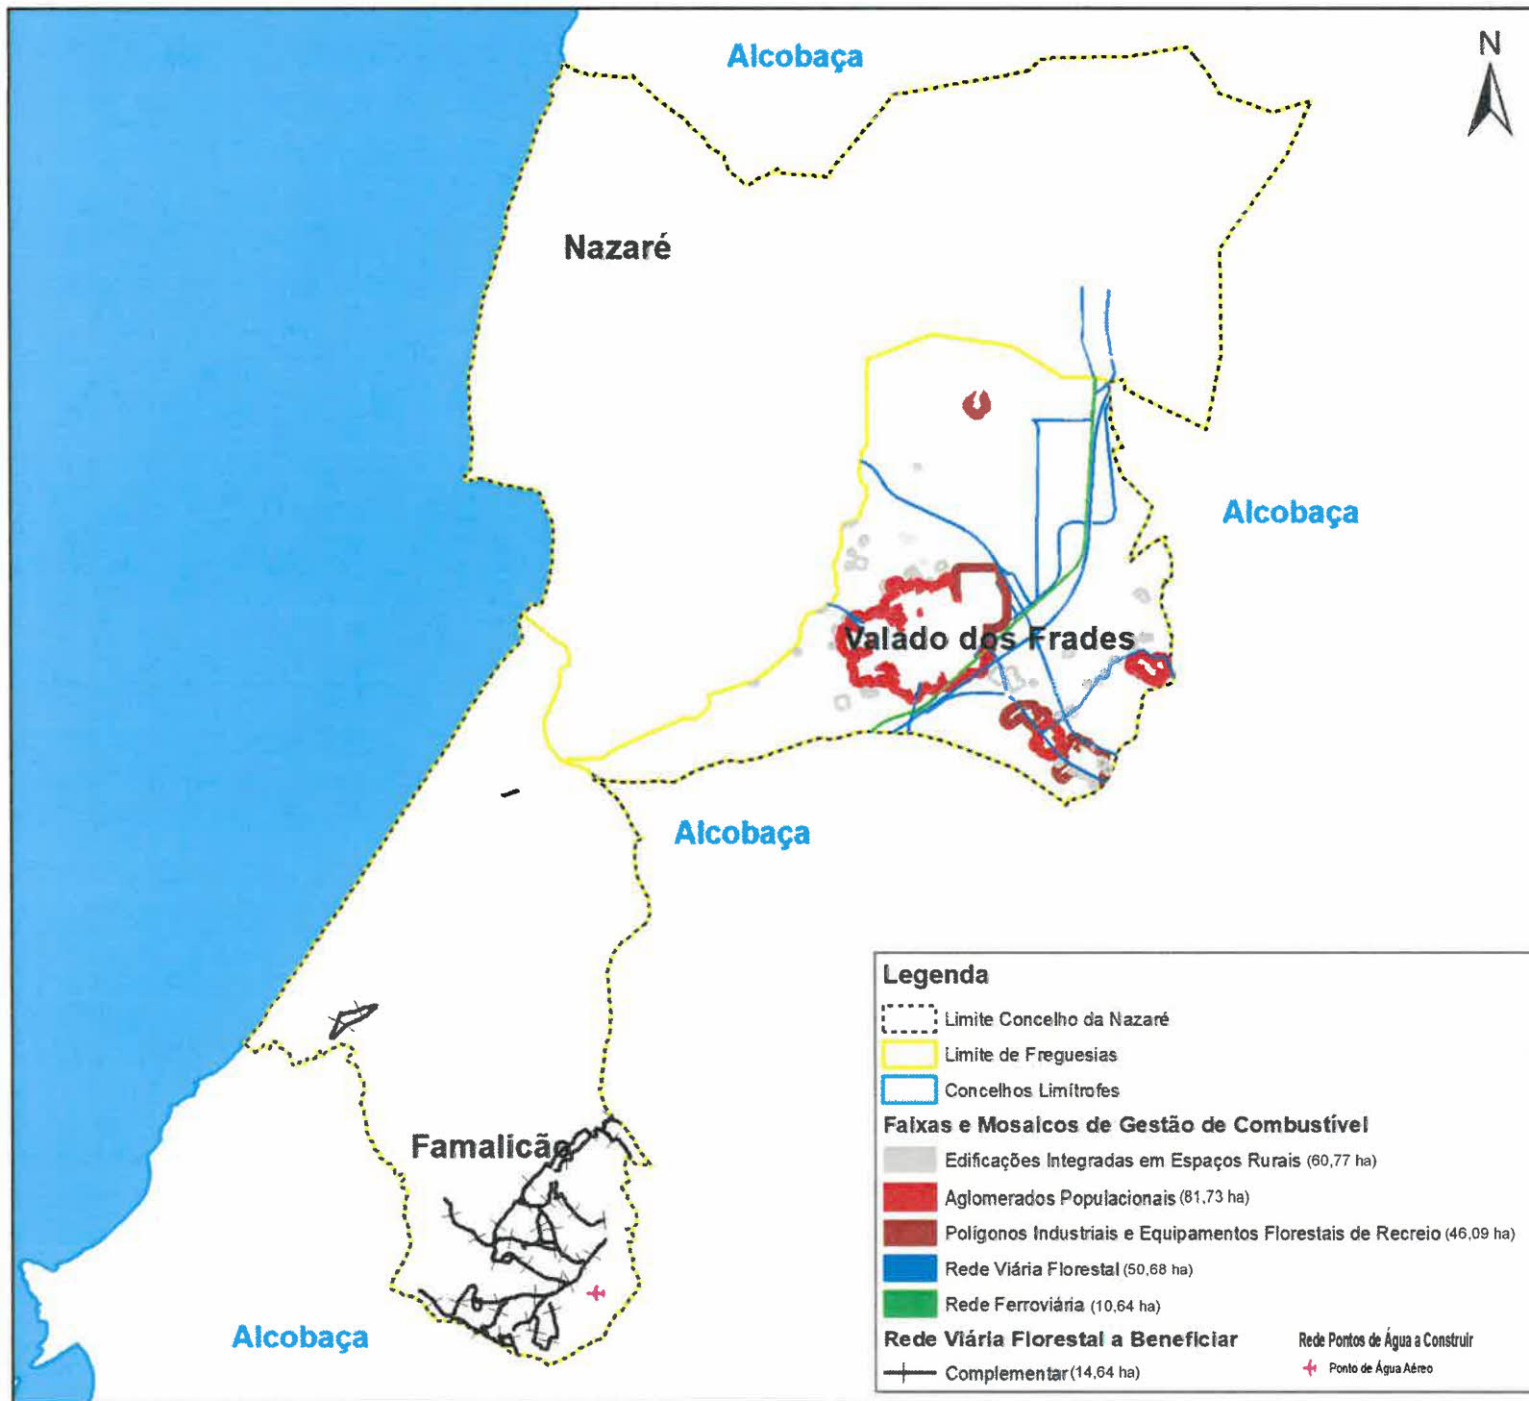 Alcobaça
N
Nazaré
Alcobaça
Valado dos Frades
Alcobaça
Famalicão
Alcobaça
Legenda
Limite Concelho da Nazaré
Limite de Freguesias
Concelhos Limítrofes
Faixas e Mosaicos de Gestão de Combustível
Edificações Integradas em Espaços Rurais (60,77 ha)
Aglomerados Populacionais (81,73 ha)
Polígonos Industriais e Equipamentos Florestais de Recreio (46,09 ha)
Rede Viária Florestal (50,68 ha)
Rede Ferroviária (10,64 ha)
Rede Viária Florestal a Beneficiar
Complementar (14,64 ha)
Rede Pontos de Água a Construir
Ponto de Água Aéreo